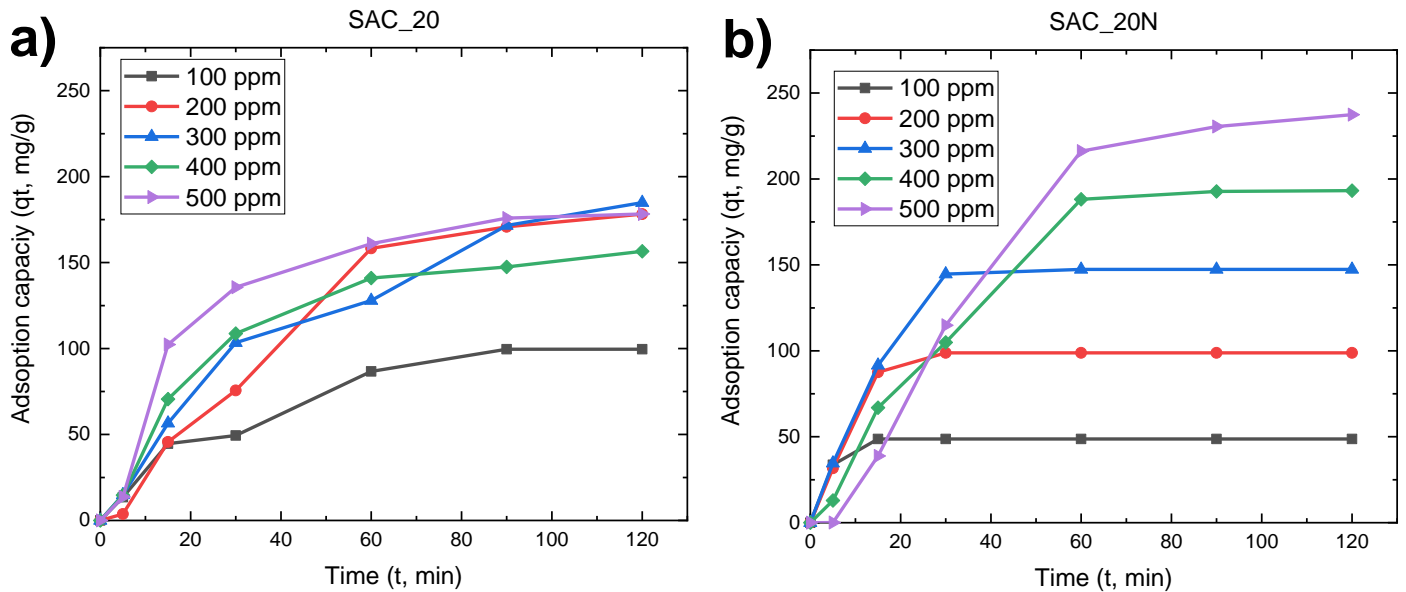 a)
SAC_20
100 ppm
200 ppm
300 ppm
400 ppm
500 ppm
Adsoption capaciy (qt, mg/g)
250
200
150
100
50
0
0 20 40 60 80 100 120
Time (t, min)
b)
SAC_20N
100 ppm
200 ppm
300 ppm
400 ppm
500 ppm
Adsoption capaciy (qt, mg/g)
250
200
150
100
50
0
0 20 40 60 80 100 120
Time (t, min)